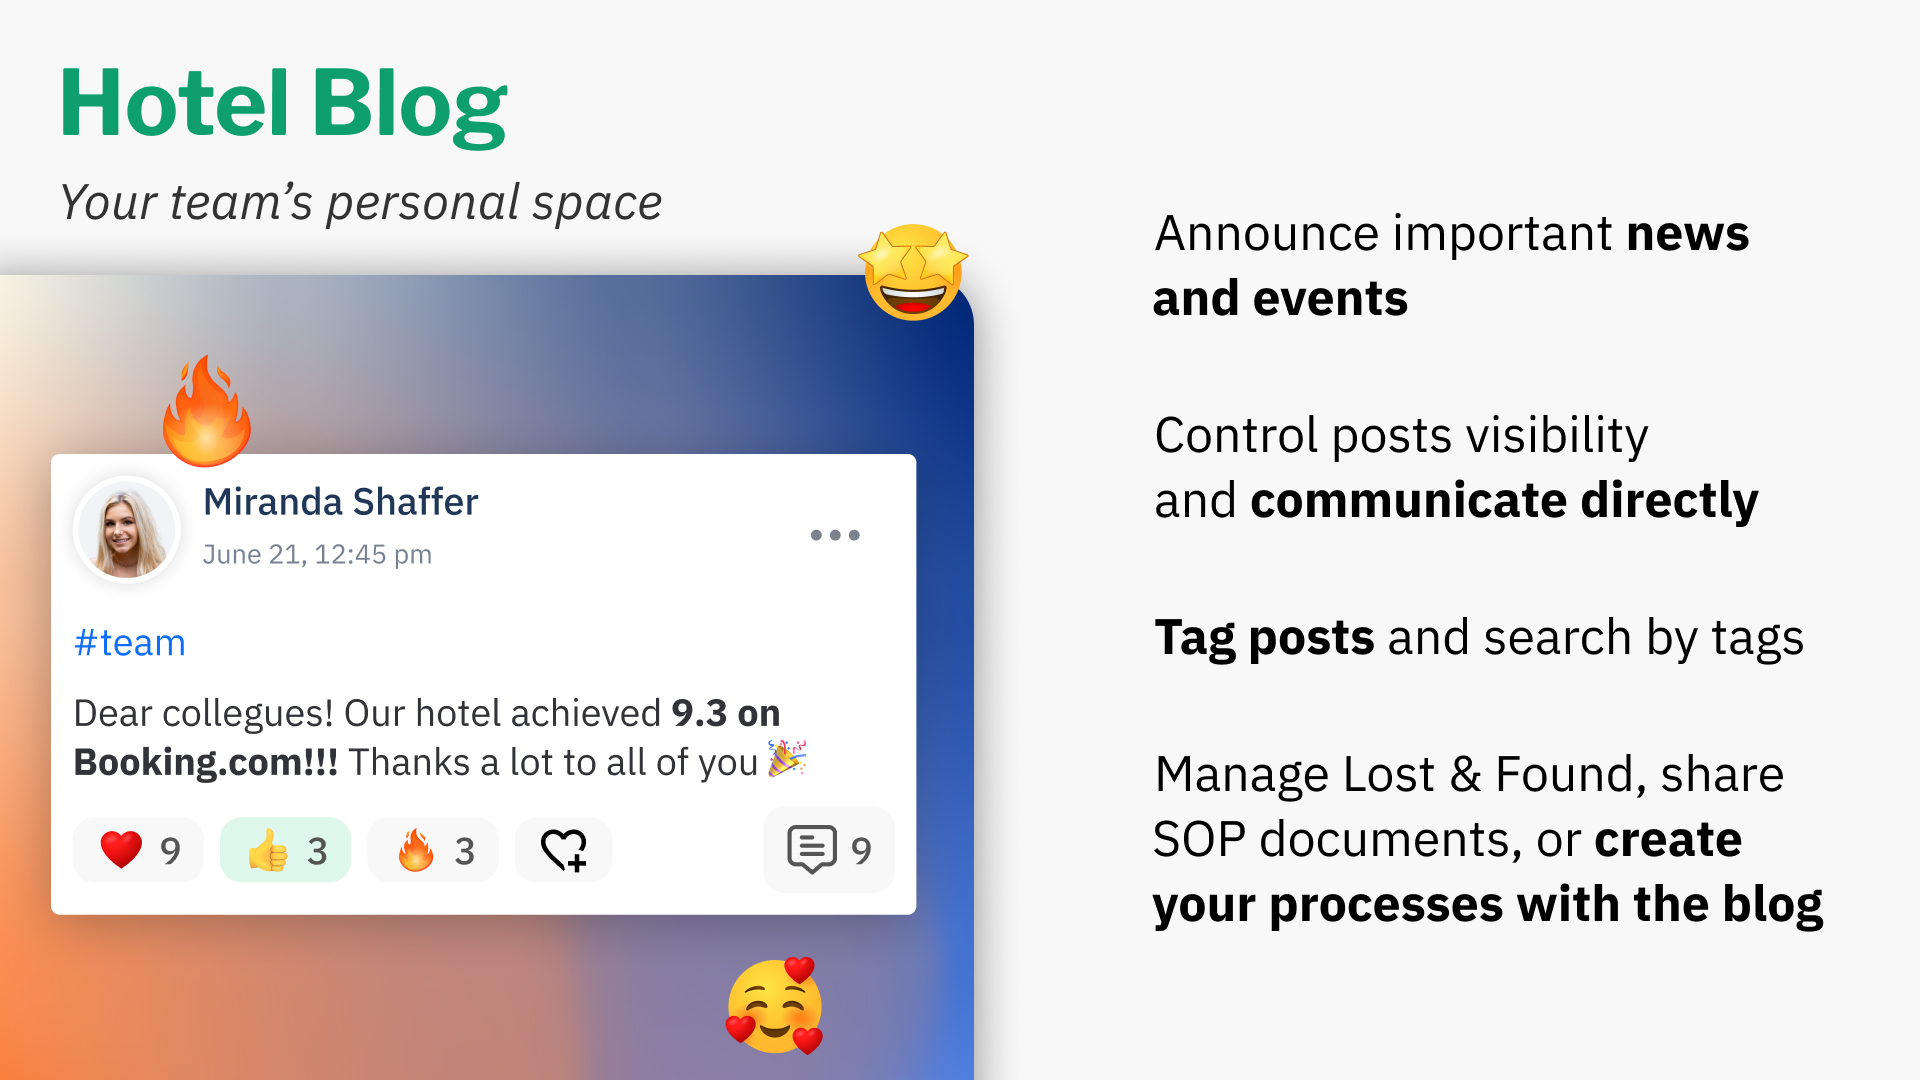 Hotel Blog
Your team’s personal space
Miranda Shaffer
June 21, 12:45 pm
#team
Dear collegues! Our hotel achieved 9.3 on
Booking.com!!! Thanks a lot to all of you
9
3
3
9
Announce important news
and events
Control posts visibility
and communicate directly
Tag posts and search by tags
Manage Lost & Found, share
SOP documents, or create
your processes with the blog